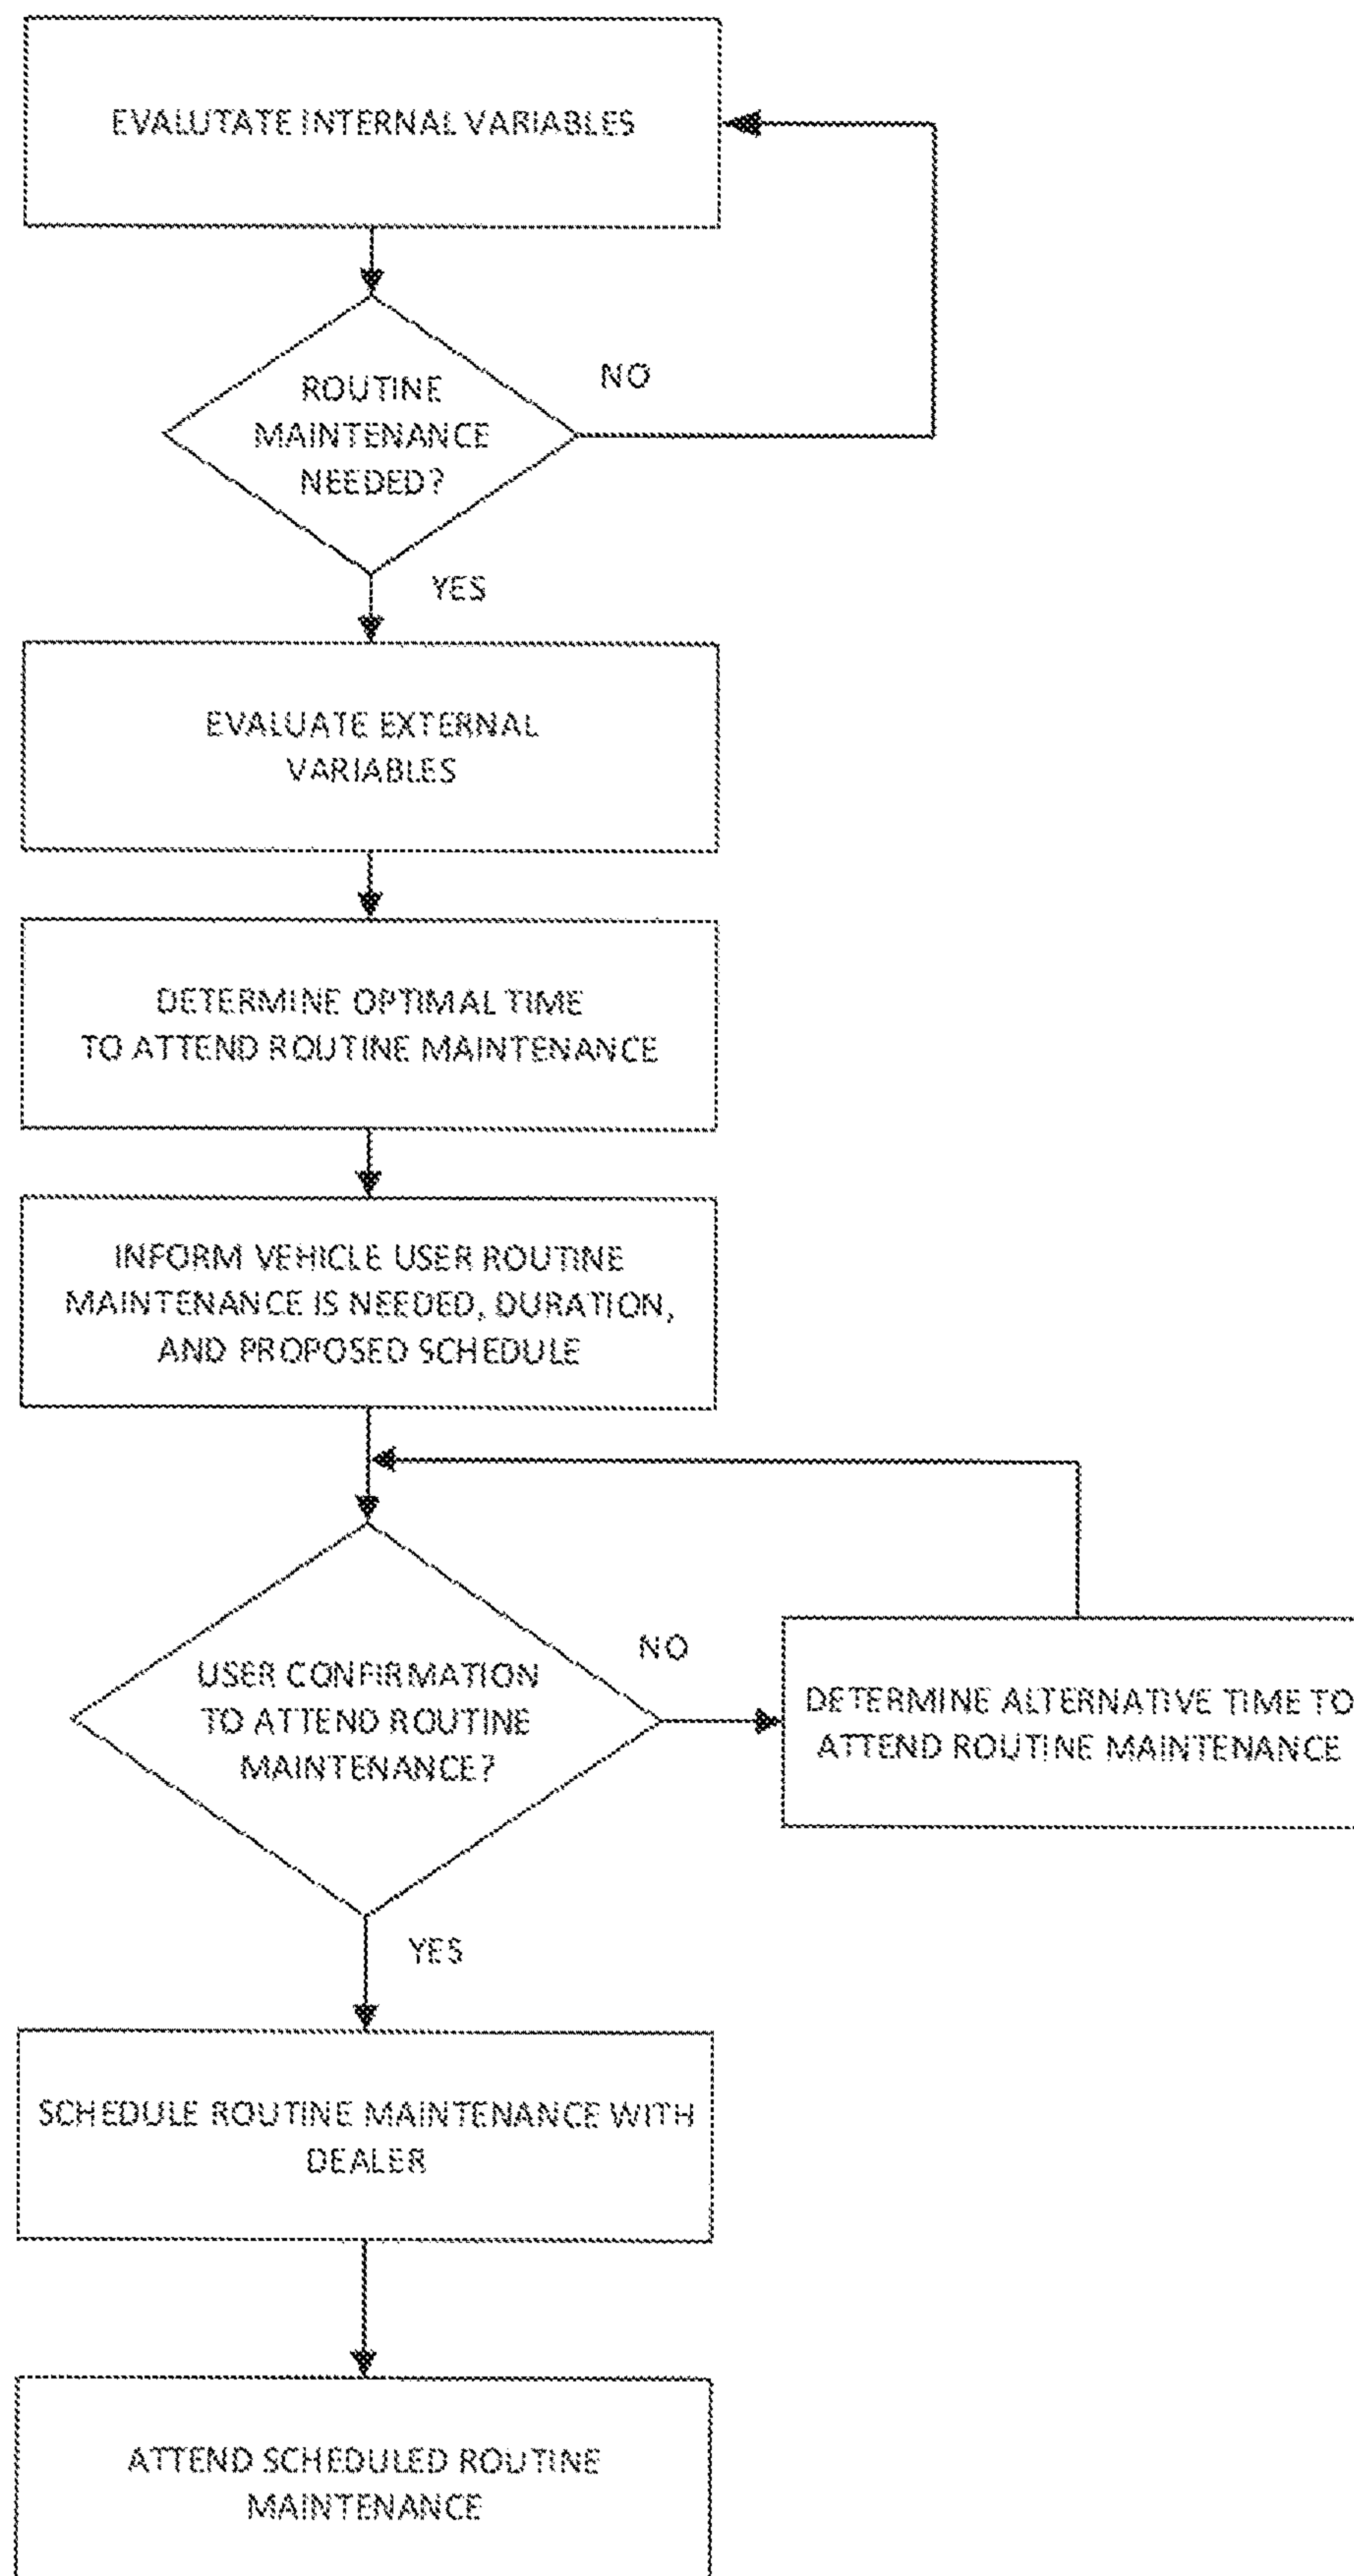 EVALUTATE INTERNAL VARIABLES
ROUTINE
MAINTENANCE
NEEDED?
NO
YES
EVALUATE EXTERNAL
VARIABLES
DETERMINE OPTIMAL TIME
TO ATTEND ROUTINE MAINTENANCE
INFORM VEHICLE USER ROUTINE
MAINTENANCE IS NEEDED, DURATION,
AND PROPOSED SCHEDULE
USER CONFIRMATION
TO ATTEND ROUTINE
MAINTENANCE?
NO
DETERMINE ALTERNATIVE TIME TO
ATTEND ROUTINE MAINTENANCE
YES
SCHEDULE ROUTINE MAINTENANCE WITH
DEALER
ATTEND SCHEDULED ROUTINE
MAINTENANCE